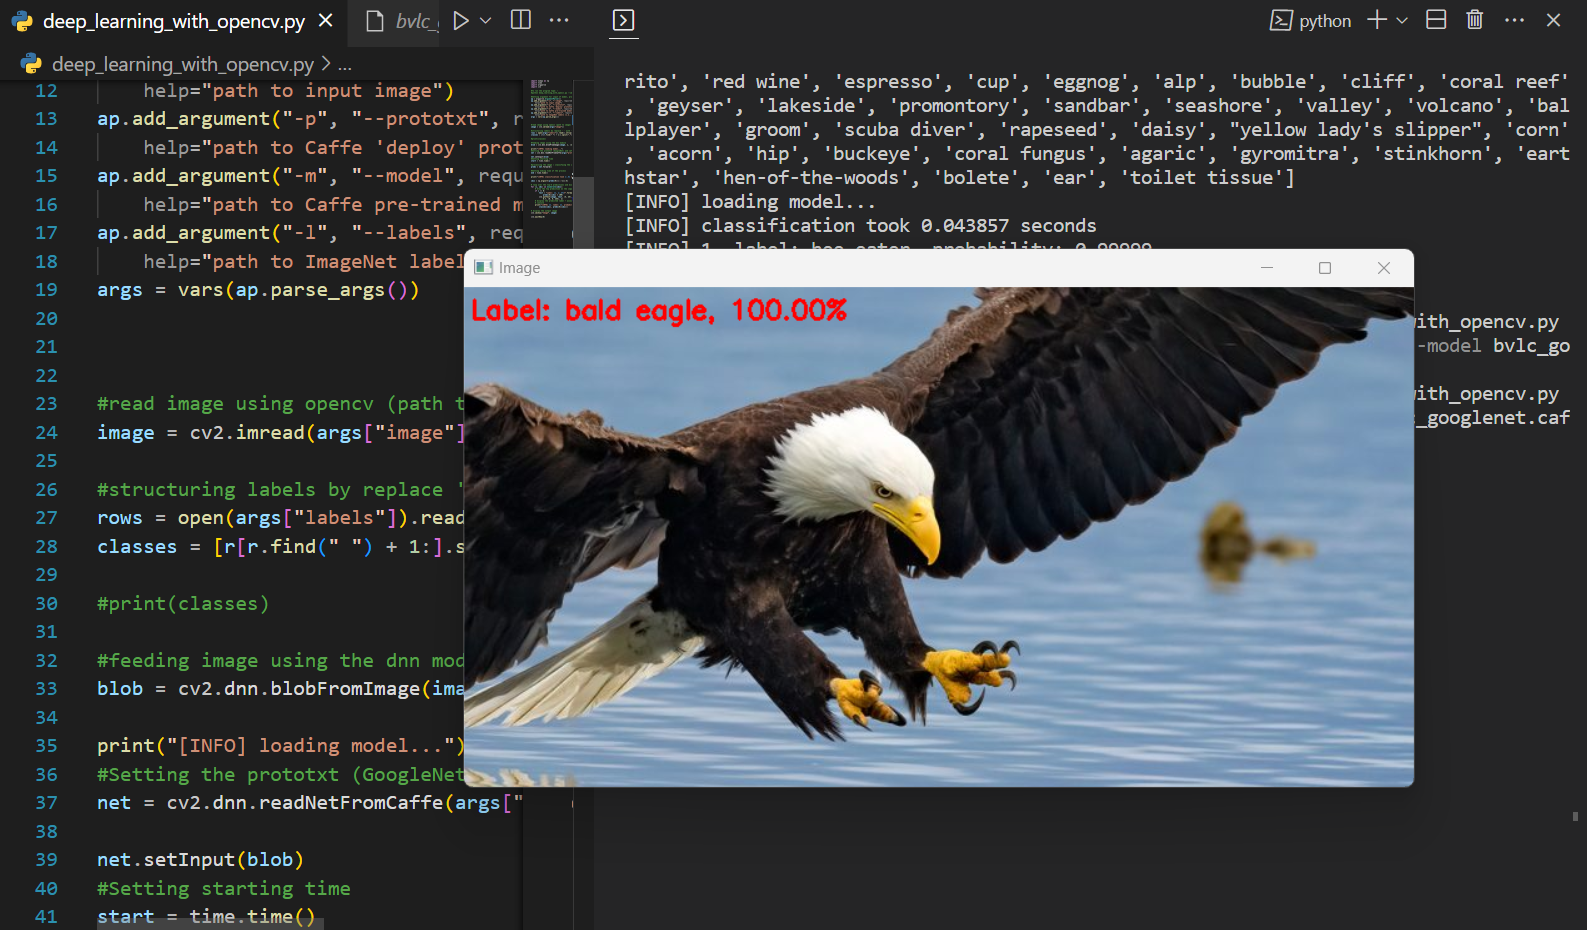 deep_learning_with_opencv.py
bvlc_
python
deep_learning_with_opencv.py > ...
12 help="path to input image")
13 ap.add_argument("-p", "--prototxt", r
14 help="path to Caffe 'deploy' prot
15 ap.add_argument("-m", "--model", requ
16 help="path to Caffe pre-trained m
17 ap.add_argument("-l", "--labels", req
18 help="path to ImageNet label
19 args = vars(ap.parse_args())
20
21
22
23 #read image using opencv (path t
24 image = cv2.imread(args["image"]
25
26 #structuring labels by replace '
27 rows = open(args["labels"]).read
28 classes = [r[r.find(" ") + 1:].s
29
30 #print(classes)
31
32 #feeding image using the dnn mod
33 blob = cv2.dnn.blobFromImage(ima
34
35 print("[INFO] loading model...")
36 #Setting the prototxt (GoogleNet
37 net = cv2.dnn.readNetFromCaffe(args["
38
39 net.setInput(blob)
40 #Setting starting time
41 start = time.time()
rito', 'red wine', 'espresso', 'cup', 'eggnog', 'alp', 'bubble', 'cliff', 'coral reef'
, 'geyser', 'lakeside', 'promontory', 'sandbar', 'seashore', 'valley', 'volcano', 'bal
lplayer', 'groom', 'scuba diver', 'rapeseed', 'daisy', "yellow lady's slipper", 'corn'
, 'acorn', 'hip', 'buckeye', 'coral fungus', 'agaric', 'gyromitra', 'stinkhorn', 'eart
hstar', 'hen-of-the-woods', 'bolete', 'ear', 'toilet tissue']
[INFO] loading model...
[INFO] classification took 0.043857 seconds
[INFO] 1. label: bee eater, probability: 0.99999
Image
Label: bald eagle, 100.00%
ith_opencv.py
-model bvlc_go
ith_opencv.py
_googlenet.caf